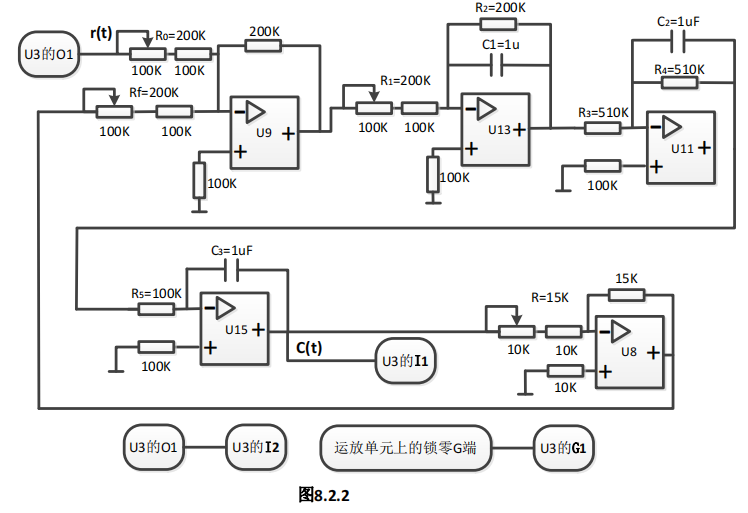 R₂=200K
r(t)
R₀=200K
200K
C₂=1uF
U3的O1
C1=1u
100K 100K
R₄=510K
R₁=200K
Rf=200K
R₃=510K
100K 100K
100K 100K
U9
U13
U11
100K
100K
100K
C₃=1uF
R₅=100K
R=15K
15K
U15
C(t)
U3的I1
10K 10K
U8
100K
10K
U3的O1
U3的I2
运放单元上的锁零G端
U3的G1
图8.2.2